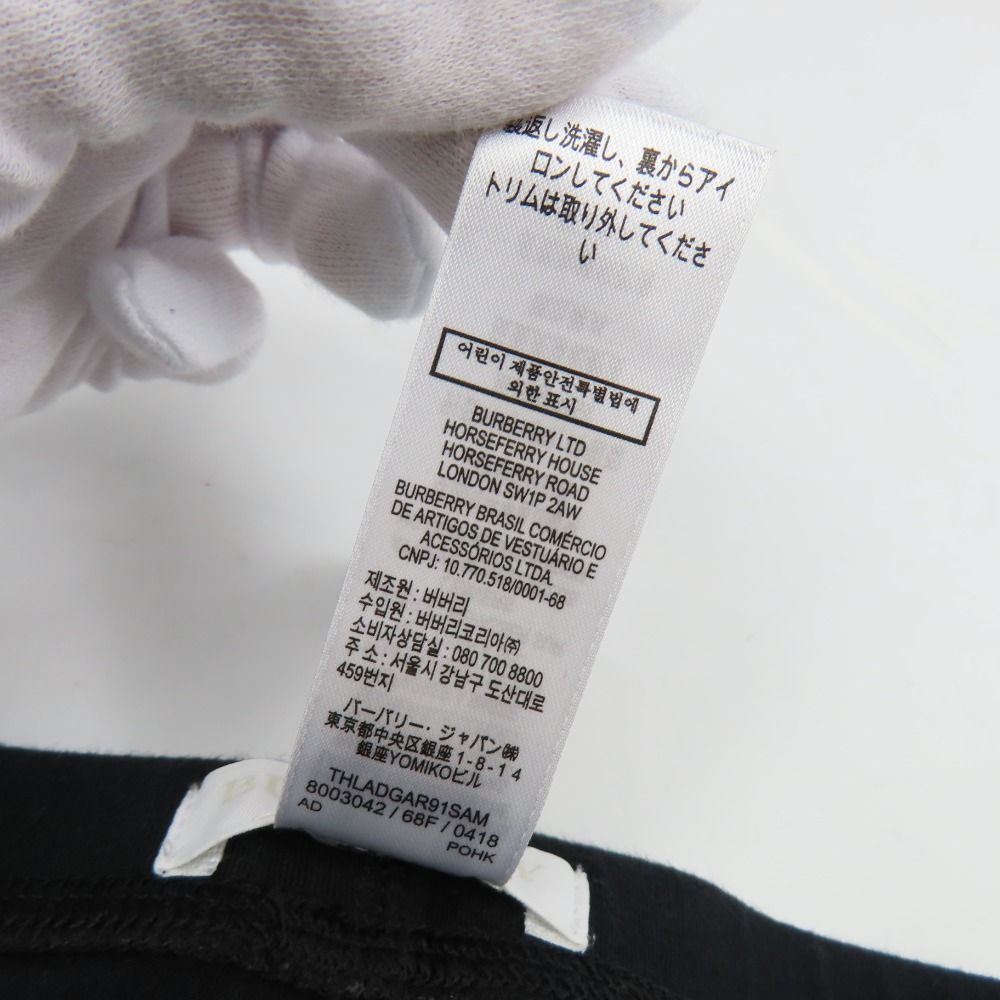 裏返し洗濯し、裏からアイ
ロンしてください
トリムは取り外してくださ
い
어린이 제품안전특별법에
의한 표시
BURBERRY LTD
HORSEFERRY HOUSE
HORSEFERRY ROAD
LONDON SW1P 2AW
BURBERRY BRASIL COMÉRCIO
DE ARTIGOS DE VESTUÁRIO E
ACESSÓRIOS LTDA.
CNPJ: 10.770.518/0001-68
제조원 : 버버리
수입원 : 버버리코리아㈜
소비자상담실 : 080 700 8800
주 소 : 서울시 강남구 도산대로
459번지
バーバリー・ジャパン㈱
東京都中央区銀座1-8-14
銀座YOMIKOビル
THLADGAR91SAM
8003042 / 68F / 0418
AD
POHK